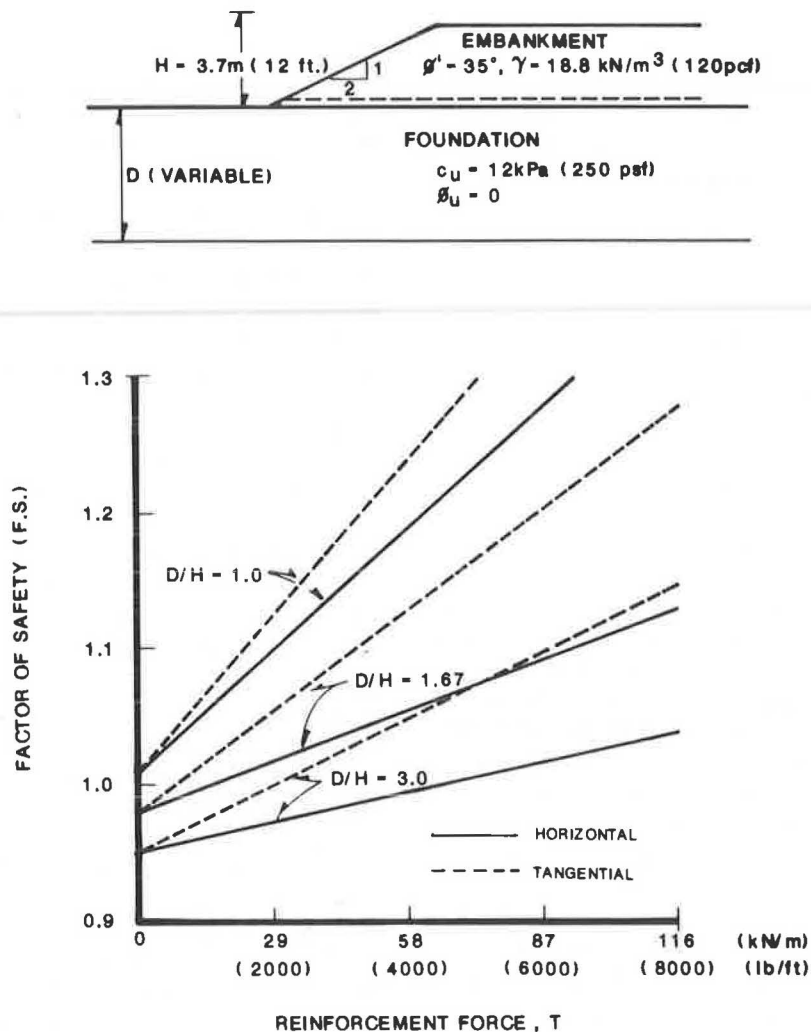 H = 3.7m ( 12 ft.)
EMBANKMENT
ø' = 35°, γ = 18.8 kN/m³ (120pcf)
1
2
FOUNDATION
D ( VARIABLE)
cu = 12kPa ( 250 psf)
øu = 0
FACTOR OF SAFETY ( F.S.)
1.3
1.2
1.1
1.0
0.9
D/H = 1.0
D/H = 1.67
D/H = 3.0
HORIZONTAL
TANGENTIAL
0 29 58 87 116 (kN/m)
( 2000) ( 4000) ( 6000) ( 8000) (lb/ft)
REINFORCEMENT FORCE , T